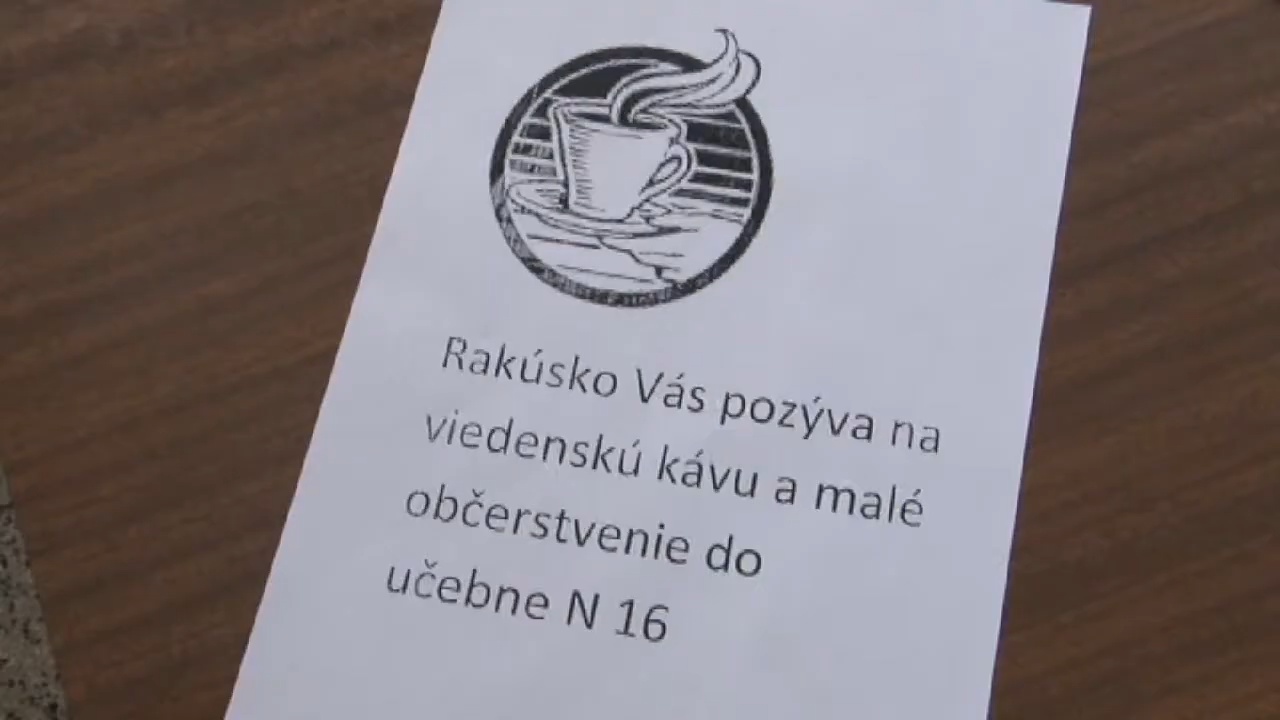 Rakúsko Vás pozýva na
viedenskú kávu a malé
občerstvenie do
učebne N 16